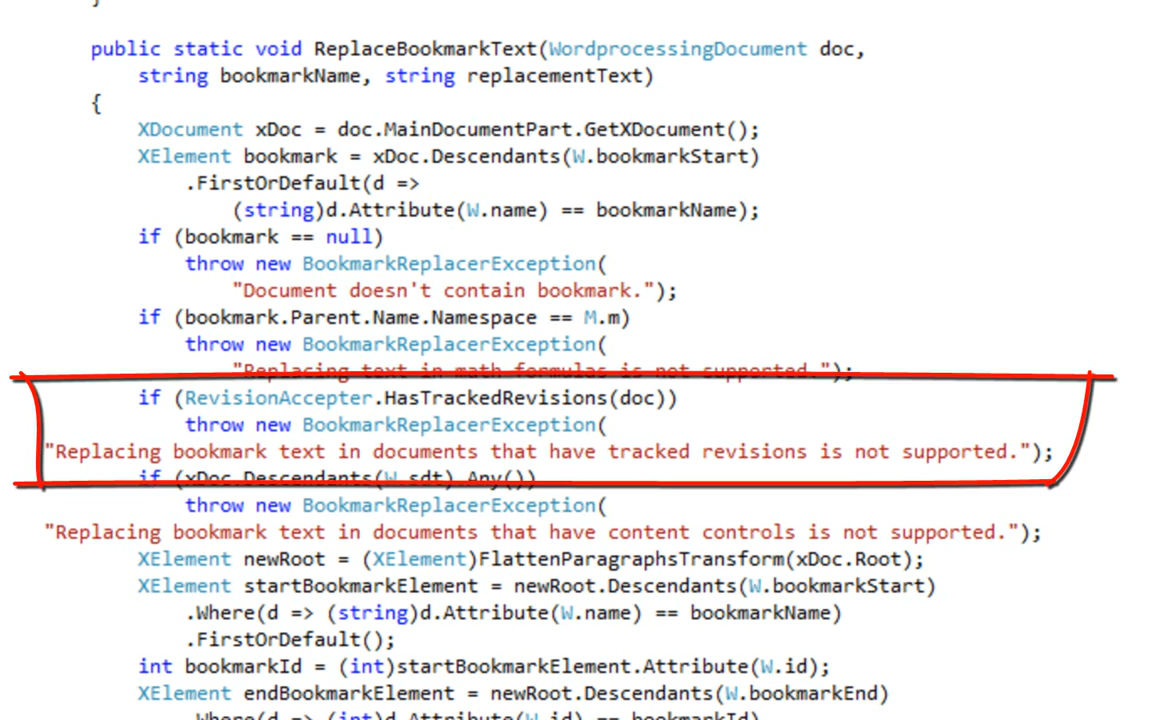 }
public static void ReplaceBookmarkText(WordprocessingDocument doc,
string bookmarkName, string replacementText)
{
XDocument xDoc = doc.MainDocumentPart.GetXDocument();
XElement bookmark = xDoc.Descendants(W.bookmarkStart)
.FirstOrDefault(d =>
(string)d.Attribute(W.name) == bookmarkName);
if (bookmark == null)
throw new BookmarkReplacerException(
"Document doesn't contain bookmark.");
if (bookmark.Parent.Name.Namespace == M.m)
throw new BookmarkReplacerException(
"Replacing text in math formulas is not supported.");
if (RevisionAccepter.HasTrackedRevisions(doc))
throw new BookmarkReplacerException(
"Replacing bookmark text in documents that have tracked revisions is not supported.");
if (xDoc.Descendants(W.sdt).Any())
throw new BookmarkReplacerException(
"Replacing bookmark text in documents that have content controls is not supported.");
XElement newRoot = (XElement)FlattenParagraphsTransform(xDoc.Root);
XElement startBookmarkElement = newRoot.Descendants(W.bookmarkStart)
.Where(d => (string)d.Attribute(W.name) == bookmarkName)
.FirstOrDefault();
int bookmarkId = (int)startBookmarkElement.Attribute(W.id);
XElement endBookmarkElement = newRoot.Descendants(W.bookmarkEnd)
.Where(d => (int)d.Attribute(W.id) == bookmarkId)